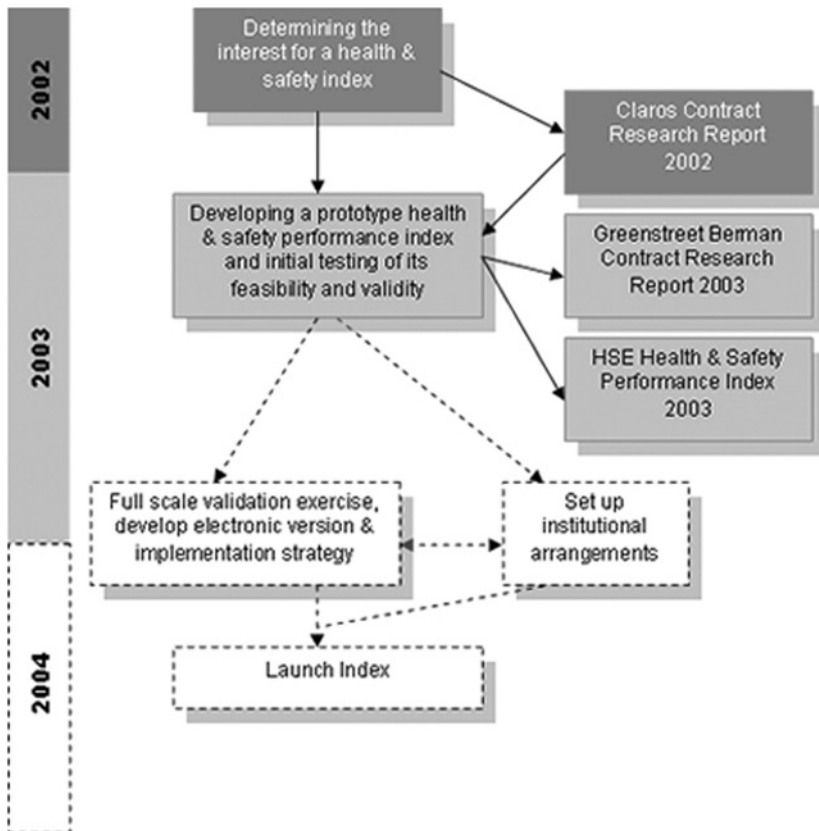 2002
Determining the
interest for a health &
safety index
Claros Contract
Research Report
2002
2003
Developing a prototype health
& safety performance index
and initial testing of its
feasibility and validity
Greenstreet Berman
Contract Research
Report 2003
HSE Health & Safety
Performance Index
2003
Full scale validation exercise,
develop electronic version &
implementation strategy
Set up
institutional
arrangements
2004
Launch Index